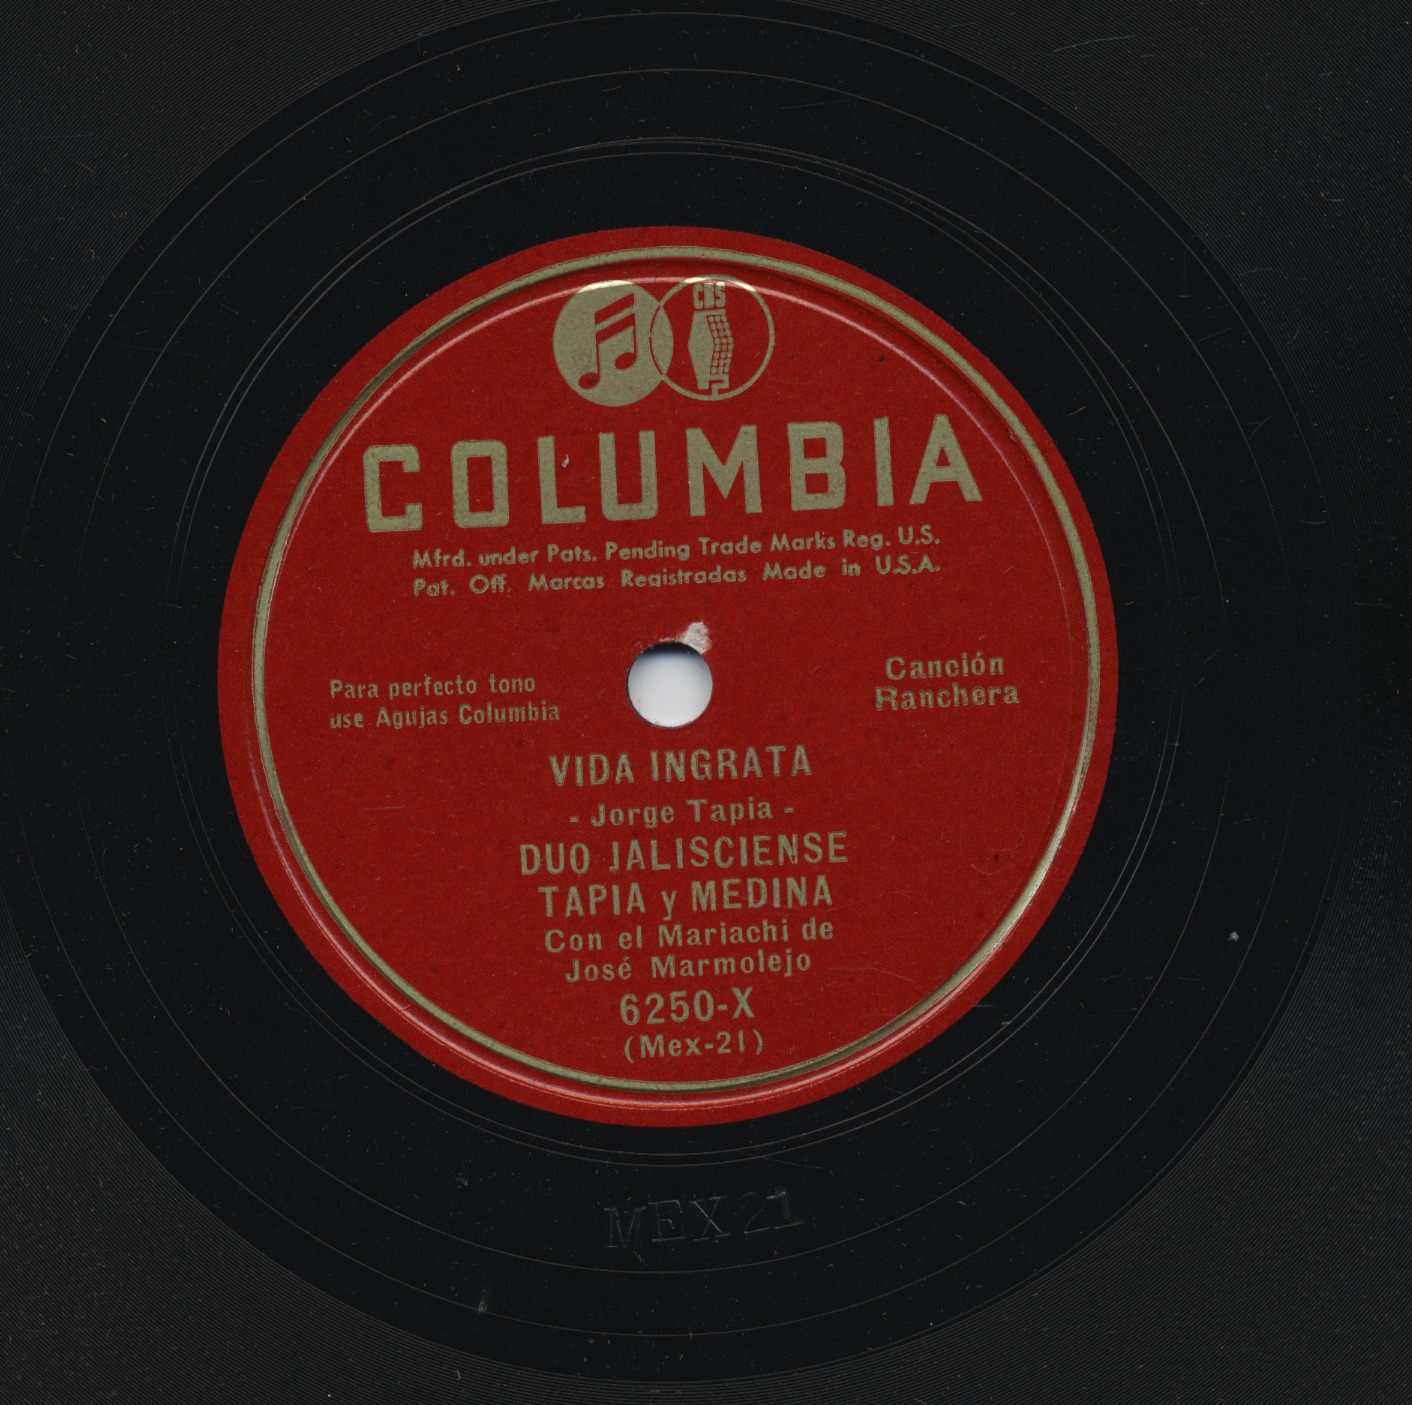 CBS
COLUMBIA
Mfrd. under Pats. Pending Trade Marks Reg. U.S.
Pat. Off. Marcas Registradas Made in U.S.A.
Para perfecto tono
use Agujas Columbia
Canción
Ranchera
VIDA INGRATA
- Jorge Tapia -
DUO JALISCIENSE
TAPIA y MEDINA
Con el Mariachi de
José Marmolejo
6250-X
(Mex-21)
MEX 21